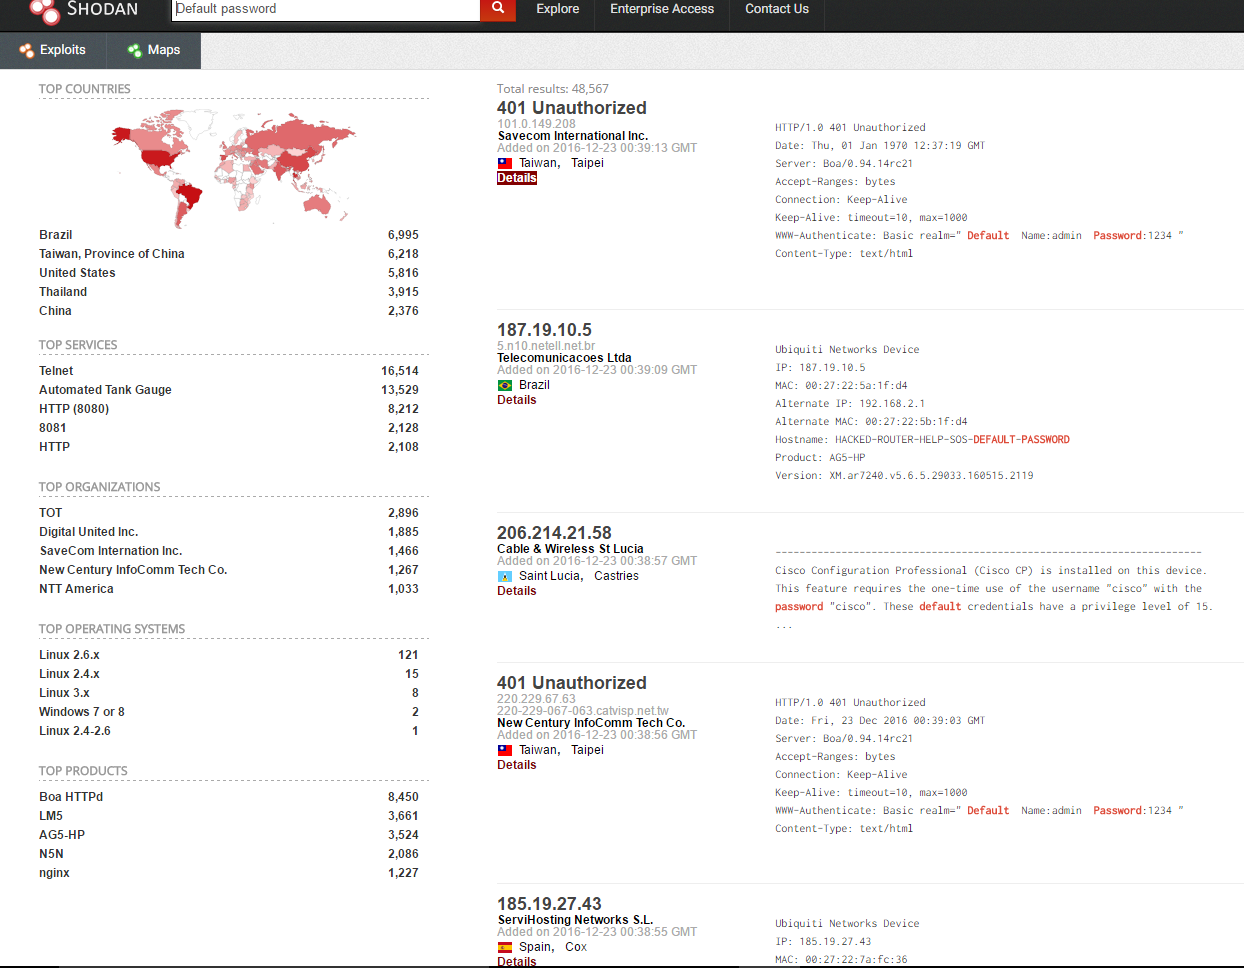 SHODAN
Default password
Explore
Enterprise Access
Contact Us
Exploits
Maps
TOP COUNTRIES
Brazil 6,995
Taiwan, Province of China 6,218
United States 5,816
Thailand 3,915
China 2,376
TOP SERVICES
Telnet 16,514
Automated Tank Gauge 13,529
HTTP (8080) 8,212
8081 2,128
HTTP 2,108
TOP ORGANIZATIONS
TOT 2,896
Digital United Inc. 1,885
SaveCom Internation Inc. 1,466
New Century InfoComm Tech Co. 1,267
NTT America 1,033
TOP OPERATING SYSTEMS
Linux 2.6.x 121
Linux 2.4.x 15
Linux 3.x 8
Windows 7 or 8 2
Linux 2.4-2.6 1
TOP PRODUCTS
Boa HTTPd 8,450
LM5 3,661
AG5-HP 3,524
N5N 2,086
nginx 1,227
Total results: 48,567
401 Unauthorized
101.0.149.208
Savecom International Inc.
Added on 2016-12-23 00:39:13 GMT
Taiwan, Taipei
Details
HTTP/1.0 401 Unauthorized
Date: Thu, 01 Jan 1970 12:37:19 GMT
Server: Boa/0.94.14rc21
Accept-Ranges: bytes
Connection: Keep-Alive
Keep-Alive: timeout=10, max=1000
WWW-Authenticate: Basic realm=" Default Name:admin Password:1234 "
Content-Type: text/html
187.19.10.5
5.n10.netell.net.br
Telecomunicacoes Ltda
Added on 2016-12-23 00:39:09 GMT
Brazil
Details
Ubiquiti Networks Device
IP: 187.19.10.5
MAC: 00:27:22:5a:1f:d4
Alternate IP: 192.168.2.1
Alternate MAC: 00:27:22:5b:1f:d4
Hostname: HACKED-ROUTER-HELP-SOS-DEFAULT-PASSWORD
Product: AG5-HP
Version: XM.ar7240.v5.6.5.29033.160515.2119
206.214.21.58
Cable & Wireless St Lucia
Added on 2016-12-23 00:38:57 GMT
Saint Lucia, Castries
Details
-----------------------------------------------------------------------
Cisco Configuration Professional (Cisco CP) is installed on this device.
This feature requires the one-time use of the username "cisco" with the
password "cisco". These default credentials have a privilege level of 15.
...
401 Unauthorized
220.229.67.63
220-229-067-063.catvisp.net.tw
New Century InfoComm Tech Co.
Added on 2016-12-23 00:38:56 GMT
Taiwan, Taipei
Details
HTTP/1.0 401 Unauthorized
Date: Fri, 23 Dec 2016 00:39:03 GMT
Server: Boa/0.94.14rc21
Accept-Ranges: bytes
Connection: Keep-Alive
Keep-Alive: timeout=10, max=1000
WWW-Authenticate: Basic realm=" Default Name:admin Password:1234 "
Content-Type: text/html
185.19.27.43
ServiHosting Networks S.L.
Added on 2016-12-23 00:38:55 GMT
Spain, Cox
Details
Ubiquiti Networks Device
IP: 185.19.27.43
MAC: 00:27:22:7a:fc:36